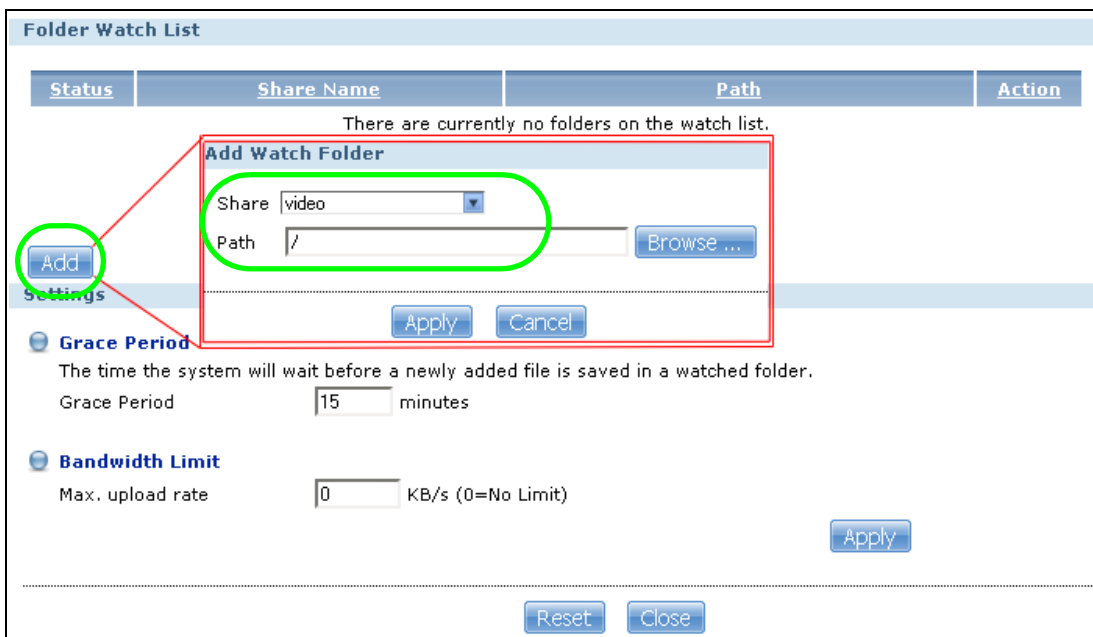 Folder Watch List
Status Share Name Path Action
There are currently no folders on the watch list.
Add Watch Folder
Share video
Path / Browse ...
Add
Settings
Apply Cancel
Grace Period
The time the system will wait before a newly added file is saved in a watched folder.
Grace Period 15 minutes
Bandwidth Limit
Max. upload rate 0 KB/s (0=No Limit)
Apply
Reset Close